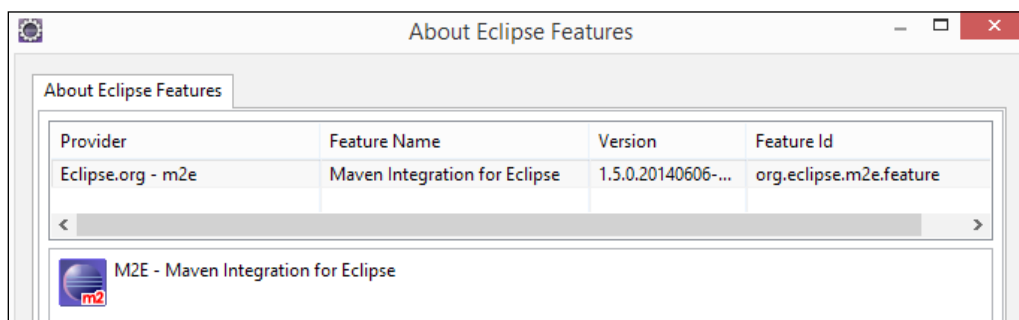 About Eclipse Features
About Eclipse Features
Provider Feature Name Version Feature Id
Eclipse.org - m2e Maven Integration for Eclipse 1.5.0.20140606-... org.eclipse.m2e.feature
M2E - Maven Integration for Eclipse
m2